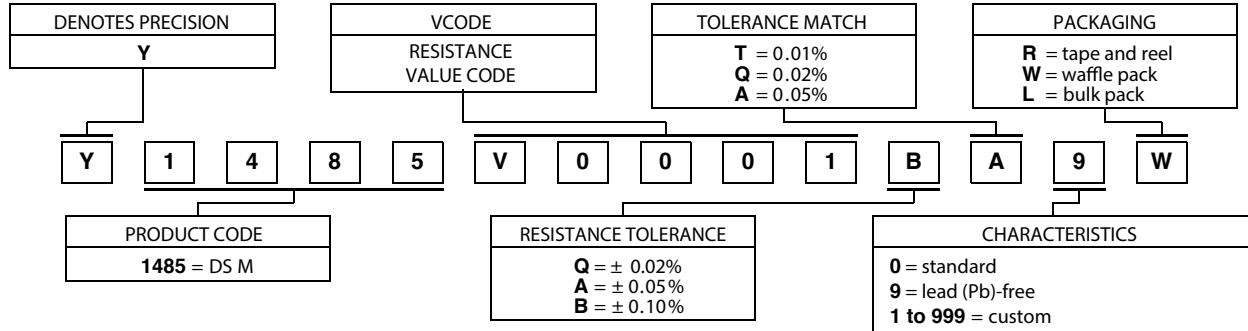 DENOTES PRECISION
Y
VCODE
RESISTANCE
VALUE CODE
TOLERANCE MATCH
T = 0.01%
Q = 0.02%
A = 0.05%
PACKAGING
R = tape and reel
W = waffle pack
L = bulk pack
Y 1 4 8 5 V 0 0 0 1 B A 9 W
PRODUCT CODE
1485 = DS M
RESISTANCE TOLERANCE
Q = ± 0.02%
A = ± 0.05%
B = ± 0.10%
CHARACTERISTICS
0 = standard
9 = lead (Pb)-free
1 to 999 = custom